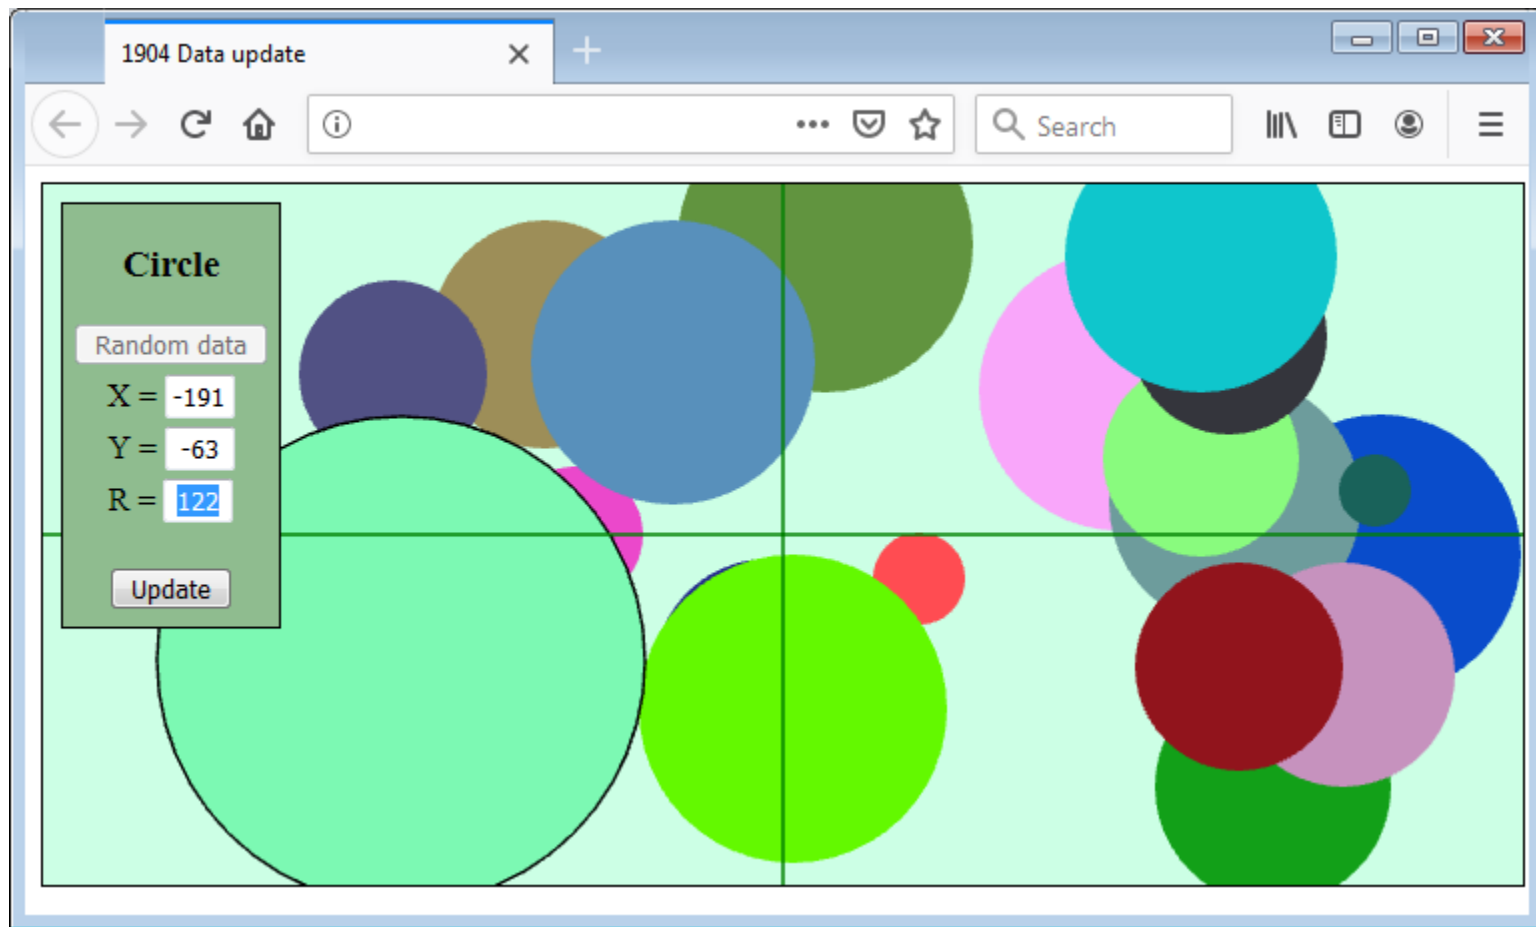 1904 Data update
Search
Circle
Random data
X = -191
Y = -63
R = 122
Update